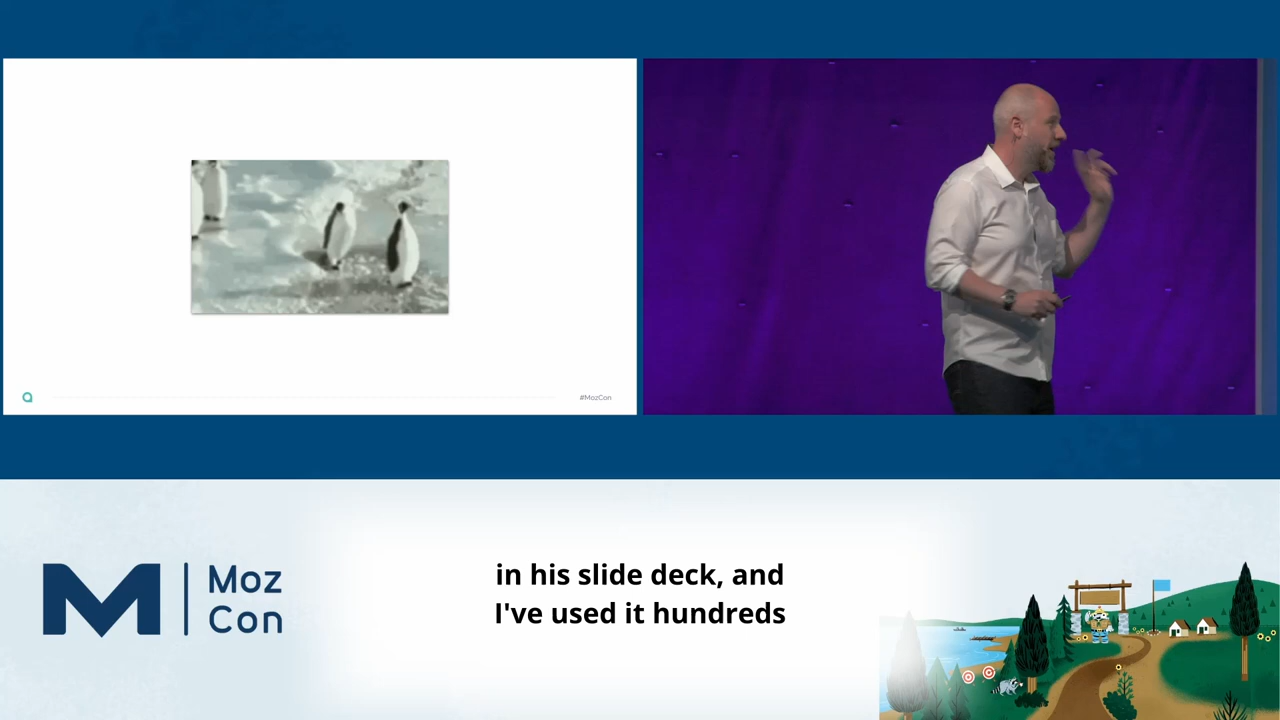 #MozCon
Moz
Con
in his slide deck, and
I've used it hundreds